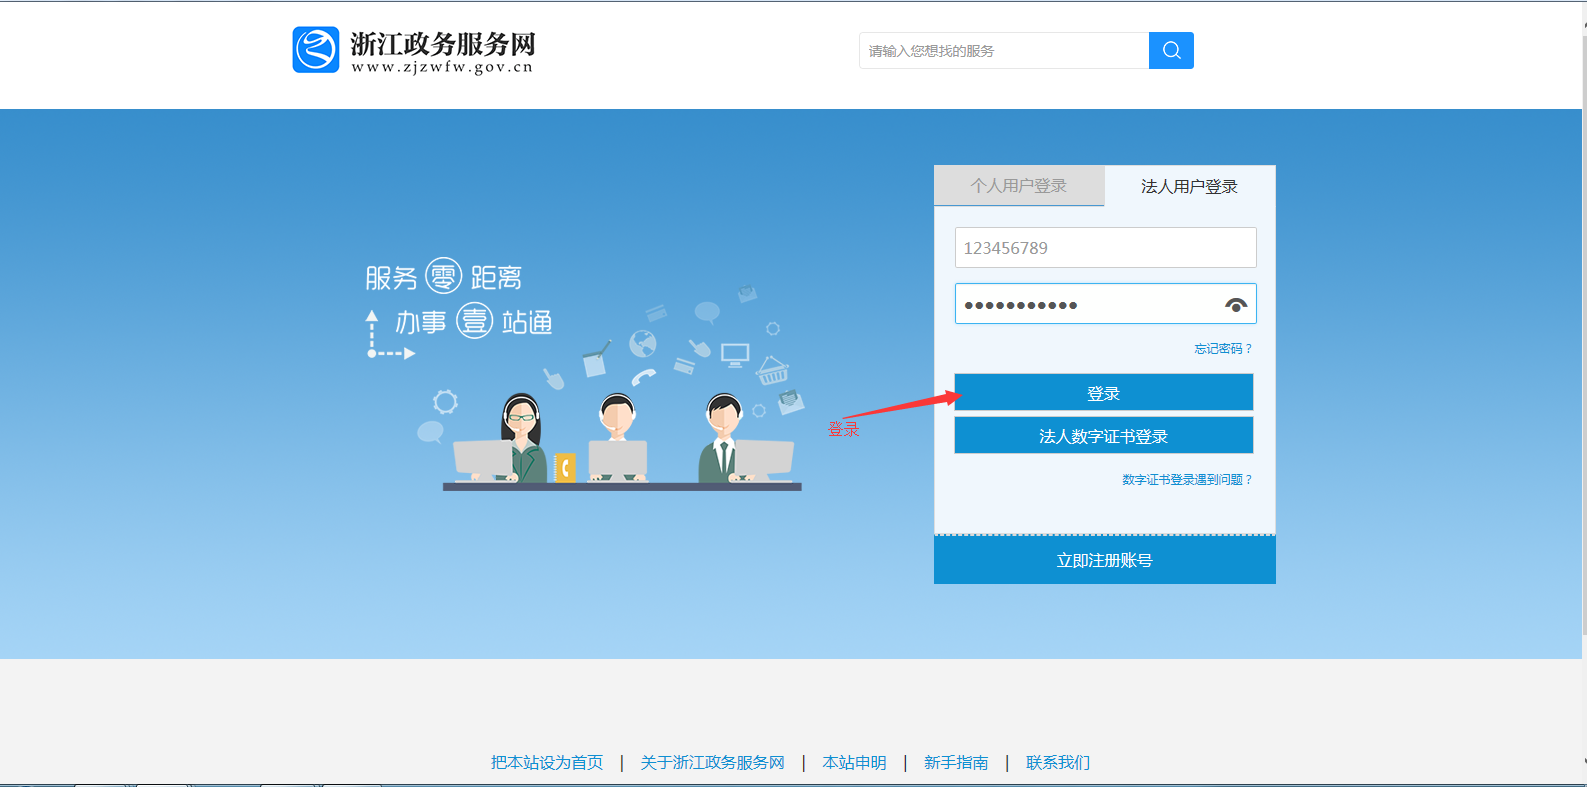 浙江政务服务网
www.zjzwfw.gov.cn
请输入您想找的服务
个人用户登录
法人用户登录
123456789
服务零距离
办事壹站通
忘记密码？
登录
登录
法人数字证书登录
数字证书登录遇到问题？
立即注册账号
把本站设为首页 | 关于浙江政务服务网 | 本站申明 | 新手指南 | 联系我们